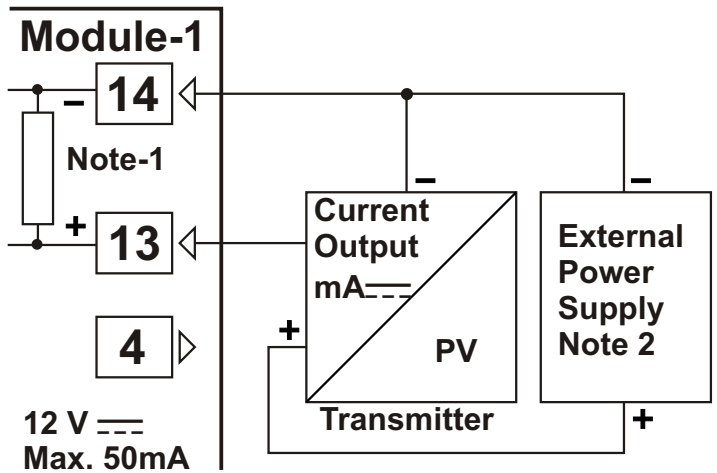 Module-1
– 14
Note-1
+ 13
4
12 V
Max. 50mA
–
Current
Output
mA
+
PV
Transmitter
–
External
Power
Supply
Note 2
+